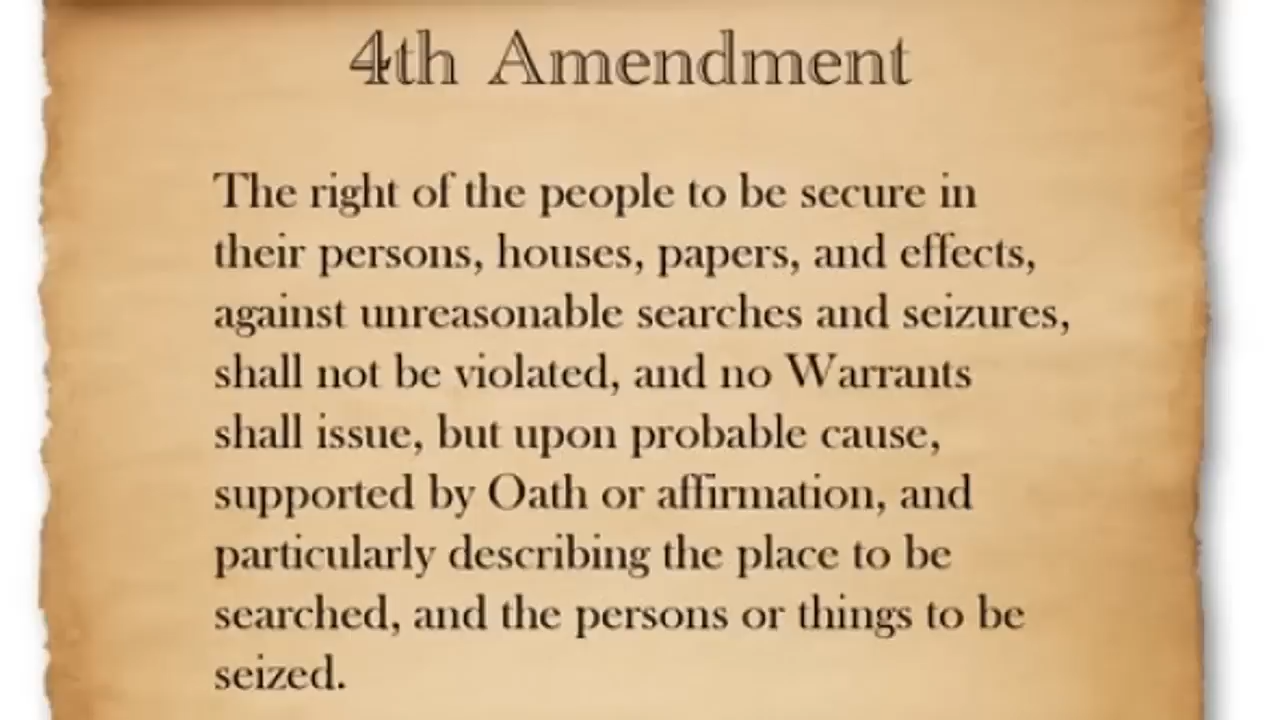 4th Amendment
The right of the people to be secure in
their persons, houses, papers, and effects,
against unreasonable searches and seizures,
shall not be violated, and no Warrants
shall issue, but upon probable cause,
supported by Oath or affirmation, and
particularly describing the place to be
searched, and the persons or things to be
seized.